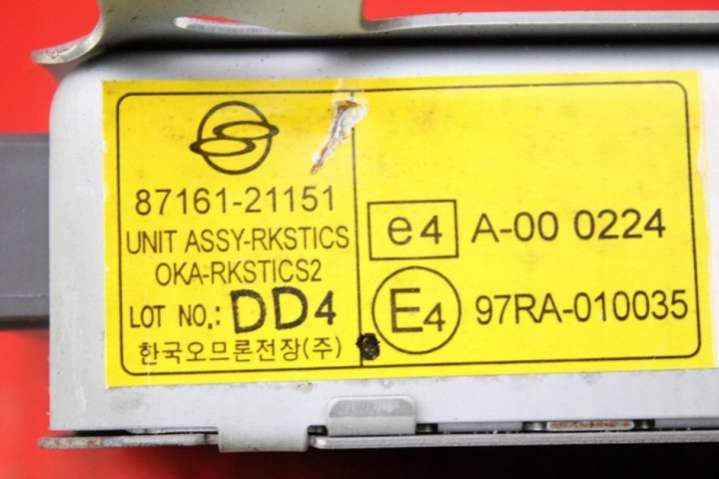 87161-21151
UNIT ASSY-RKSTICS
OKA-RKSTICS2
LOT NO.: DD4
한국오므론전장(주)
e4 A-00 0224
E4 97RA-010035